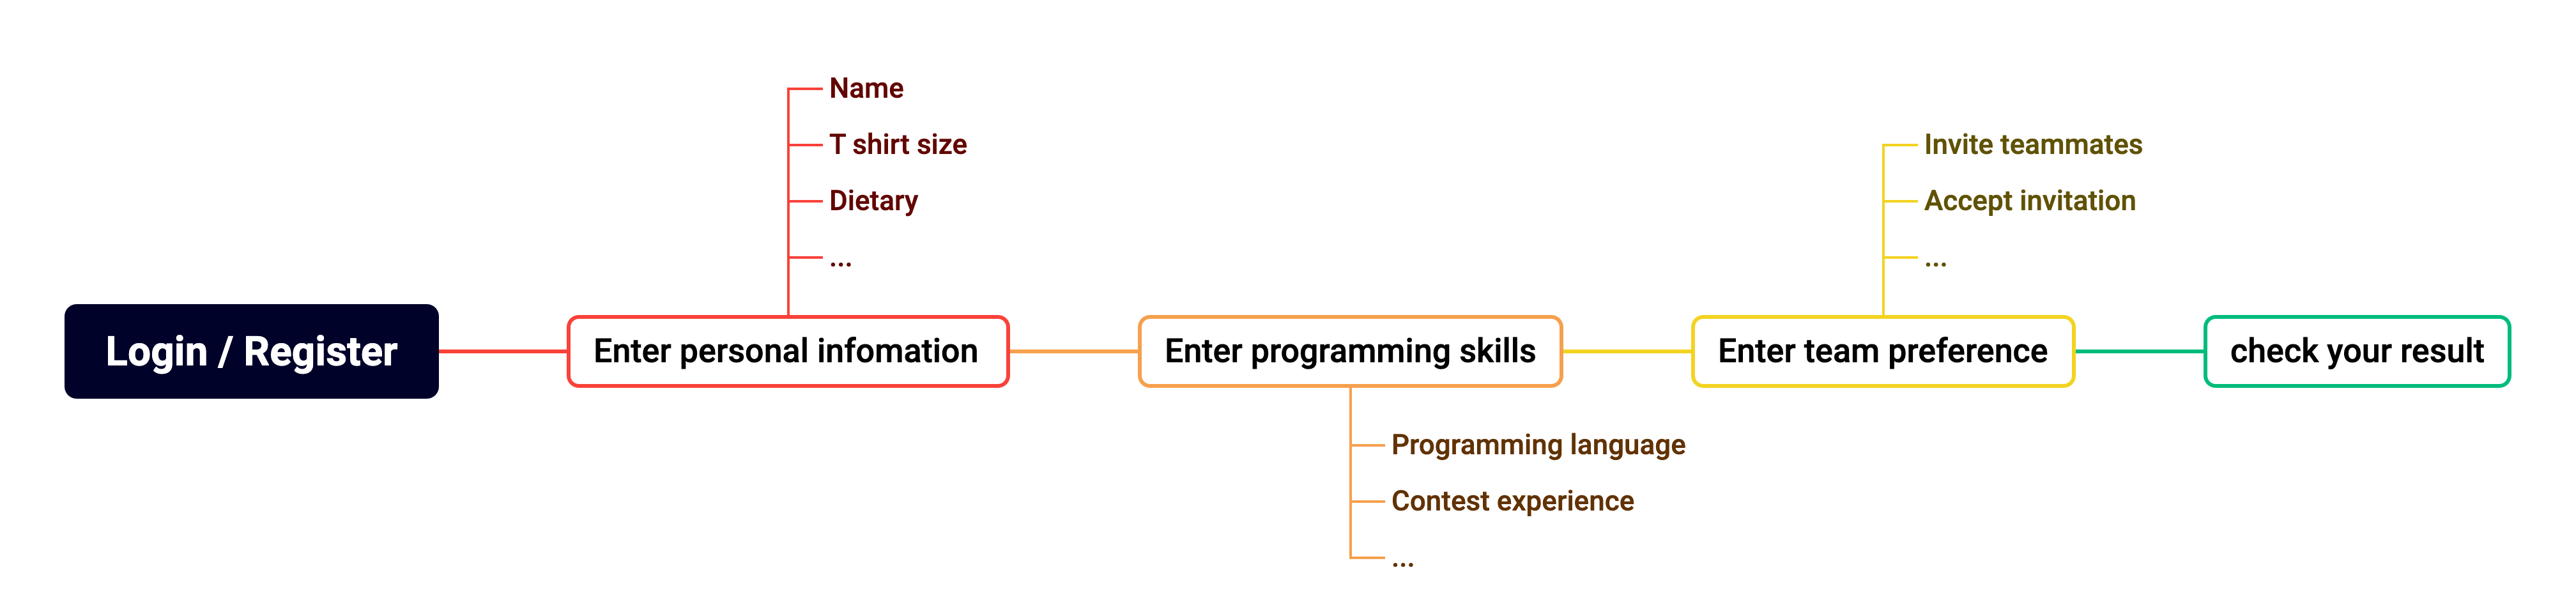 Name
T shirt size
Dietary
...
Invite teammates
Accept invitation
...
Login / Register
Enter personal infomation
Enter programming skills
Enter team preference
check your result
Programming language
Contest experience
...